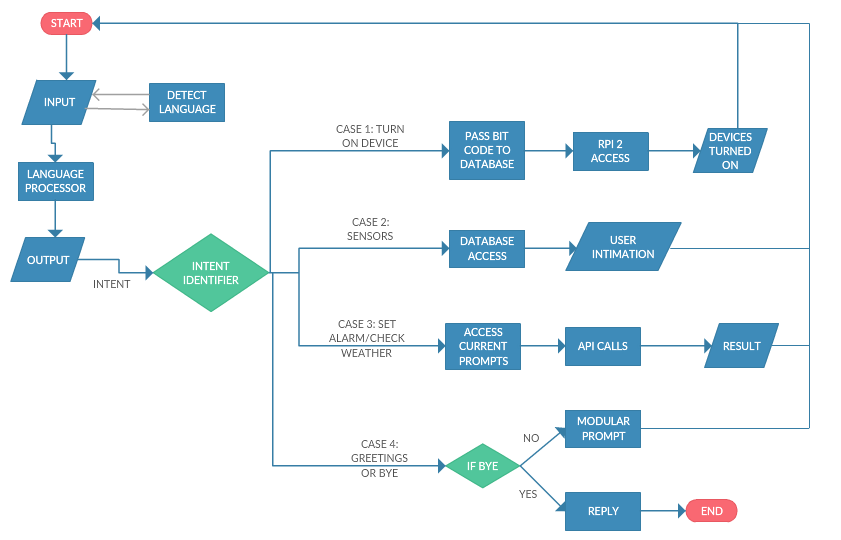 START
INPUT
DETECT
LANGUAGE
LANGUAGE
PROCESSOR
OUTPUT
INTENT
INTENT
IDENTIFIER
CASE 1: TURN
ON DEVICE
PASS BIT
CODE TO
DATABASE
RPI 2
ACCESS
DEVICES
TURNED
ON
CASE 2:
SENSORS
DATABASE
ACCESS
USER
INTIMATION
CASE 3: SET
ALARM/CHECK
WEATHER
ACCESS
CURRENT
PROMPTS
API CALLS
RESULT
CASE 4:
GREETINGS
OR BYE
IF BYE
NO
MODULAR
PROMPT
YES
REPLY
END